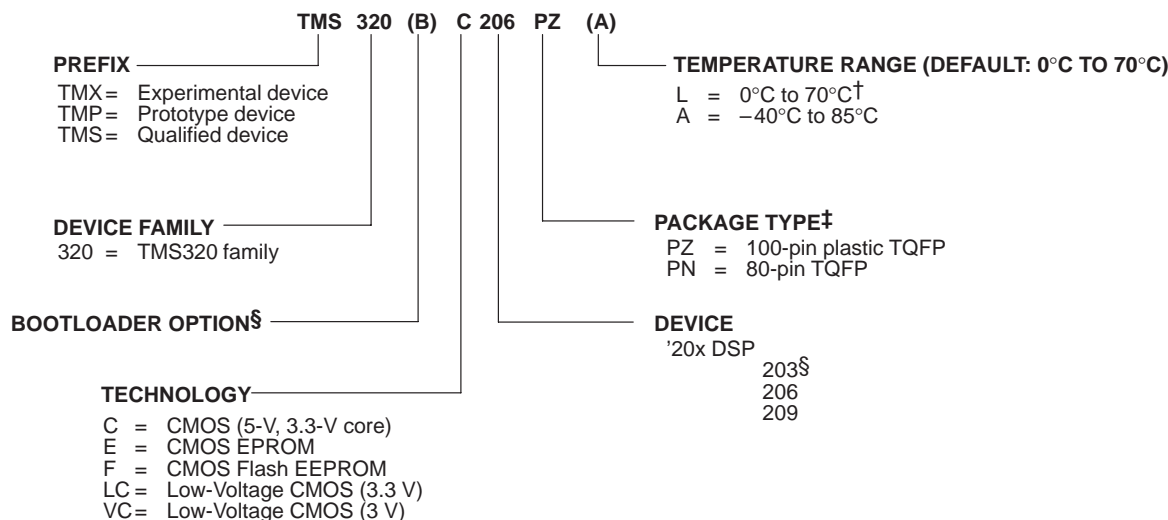 TMS 320 (B) C 206 PZ (A)
PREFIX
TMX = Experimental device
TMP = Prototype device
TMS = Qualified device
TEMPERATURE RANGE (DEFAULT: 0°C TO 70°C)
L = 0°C to 70°C†
A = –40°C to 85°C
DEVICE FAMILY
320 = TMS320 family
PACKAGE TYPE‡
PZ = 100-pin plastic TQFP
PN = 80-pin TQFP
BOOTLOADER OPTION§
DEVICE
'20x DSP
203§
206
209
TECHNOLOGY
C = CMOS (5-V, 3.3-V core)
E = CMOS EPROM
F = CMOS Flash EEPROM
LC = Low-Voltage CMOS (3.3 V)
VC = Low-Voltage CMOS (3 V)